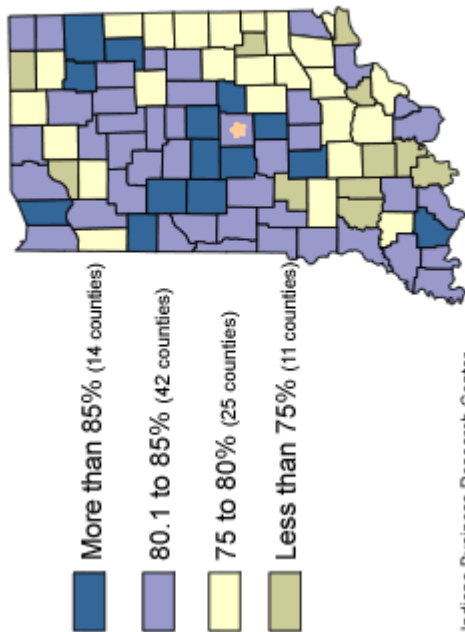 More than 85% (14 counties)
80.1 to 85% (42 counties)
75 to 80% (25 counties)
Less than 75% (11 counties)
Indiana Business Research Center